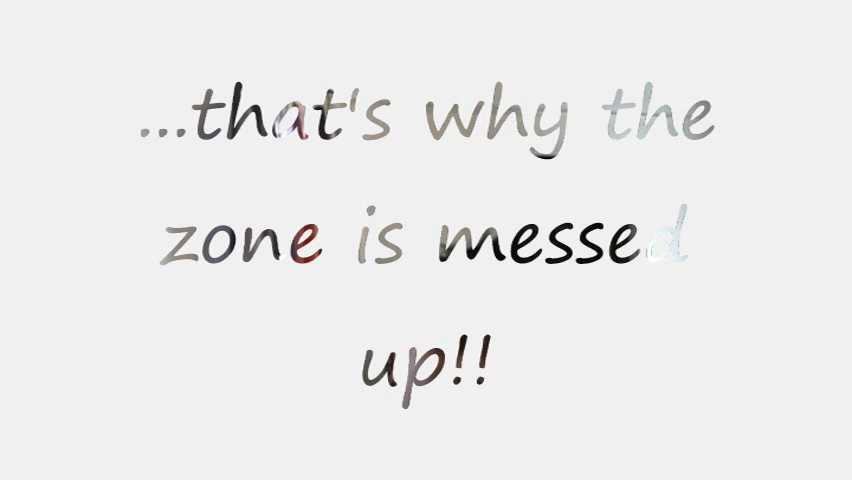 ...that's why the
zone is messed
up!!